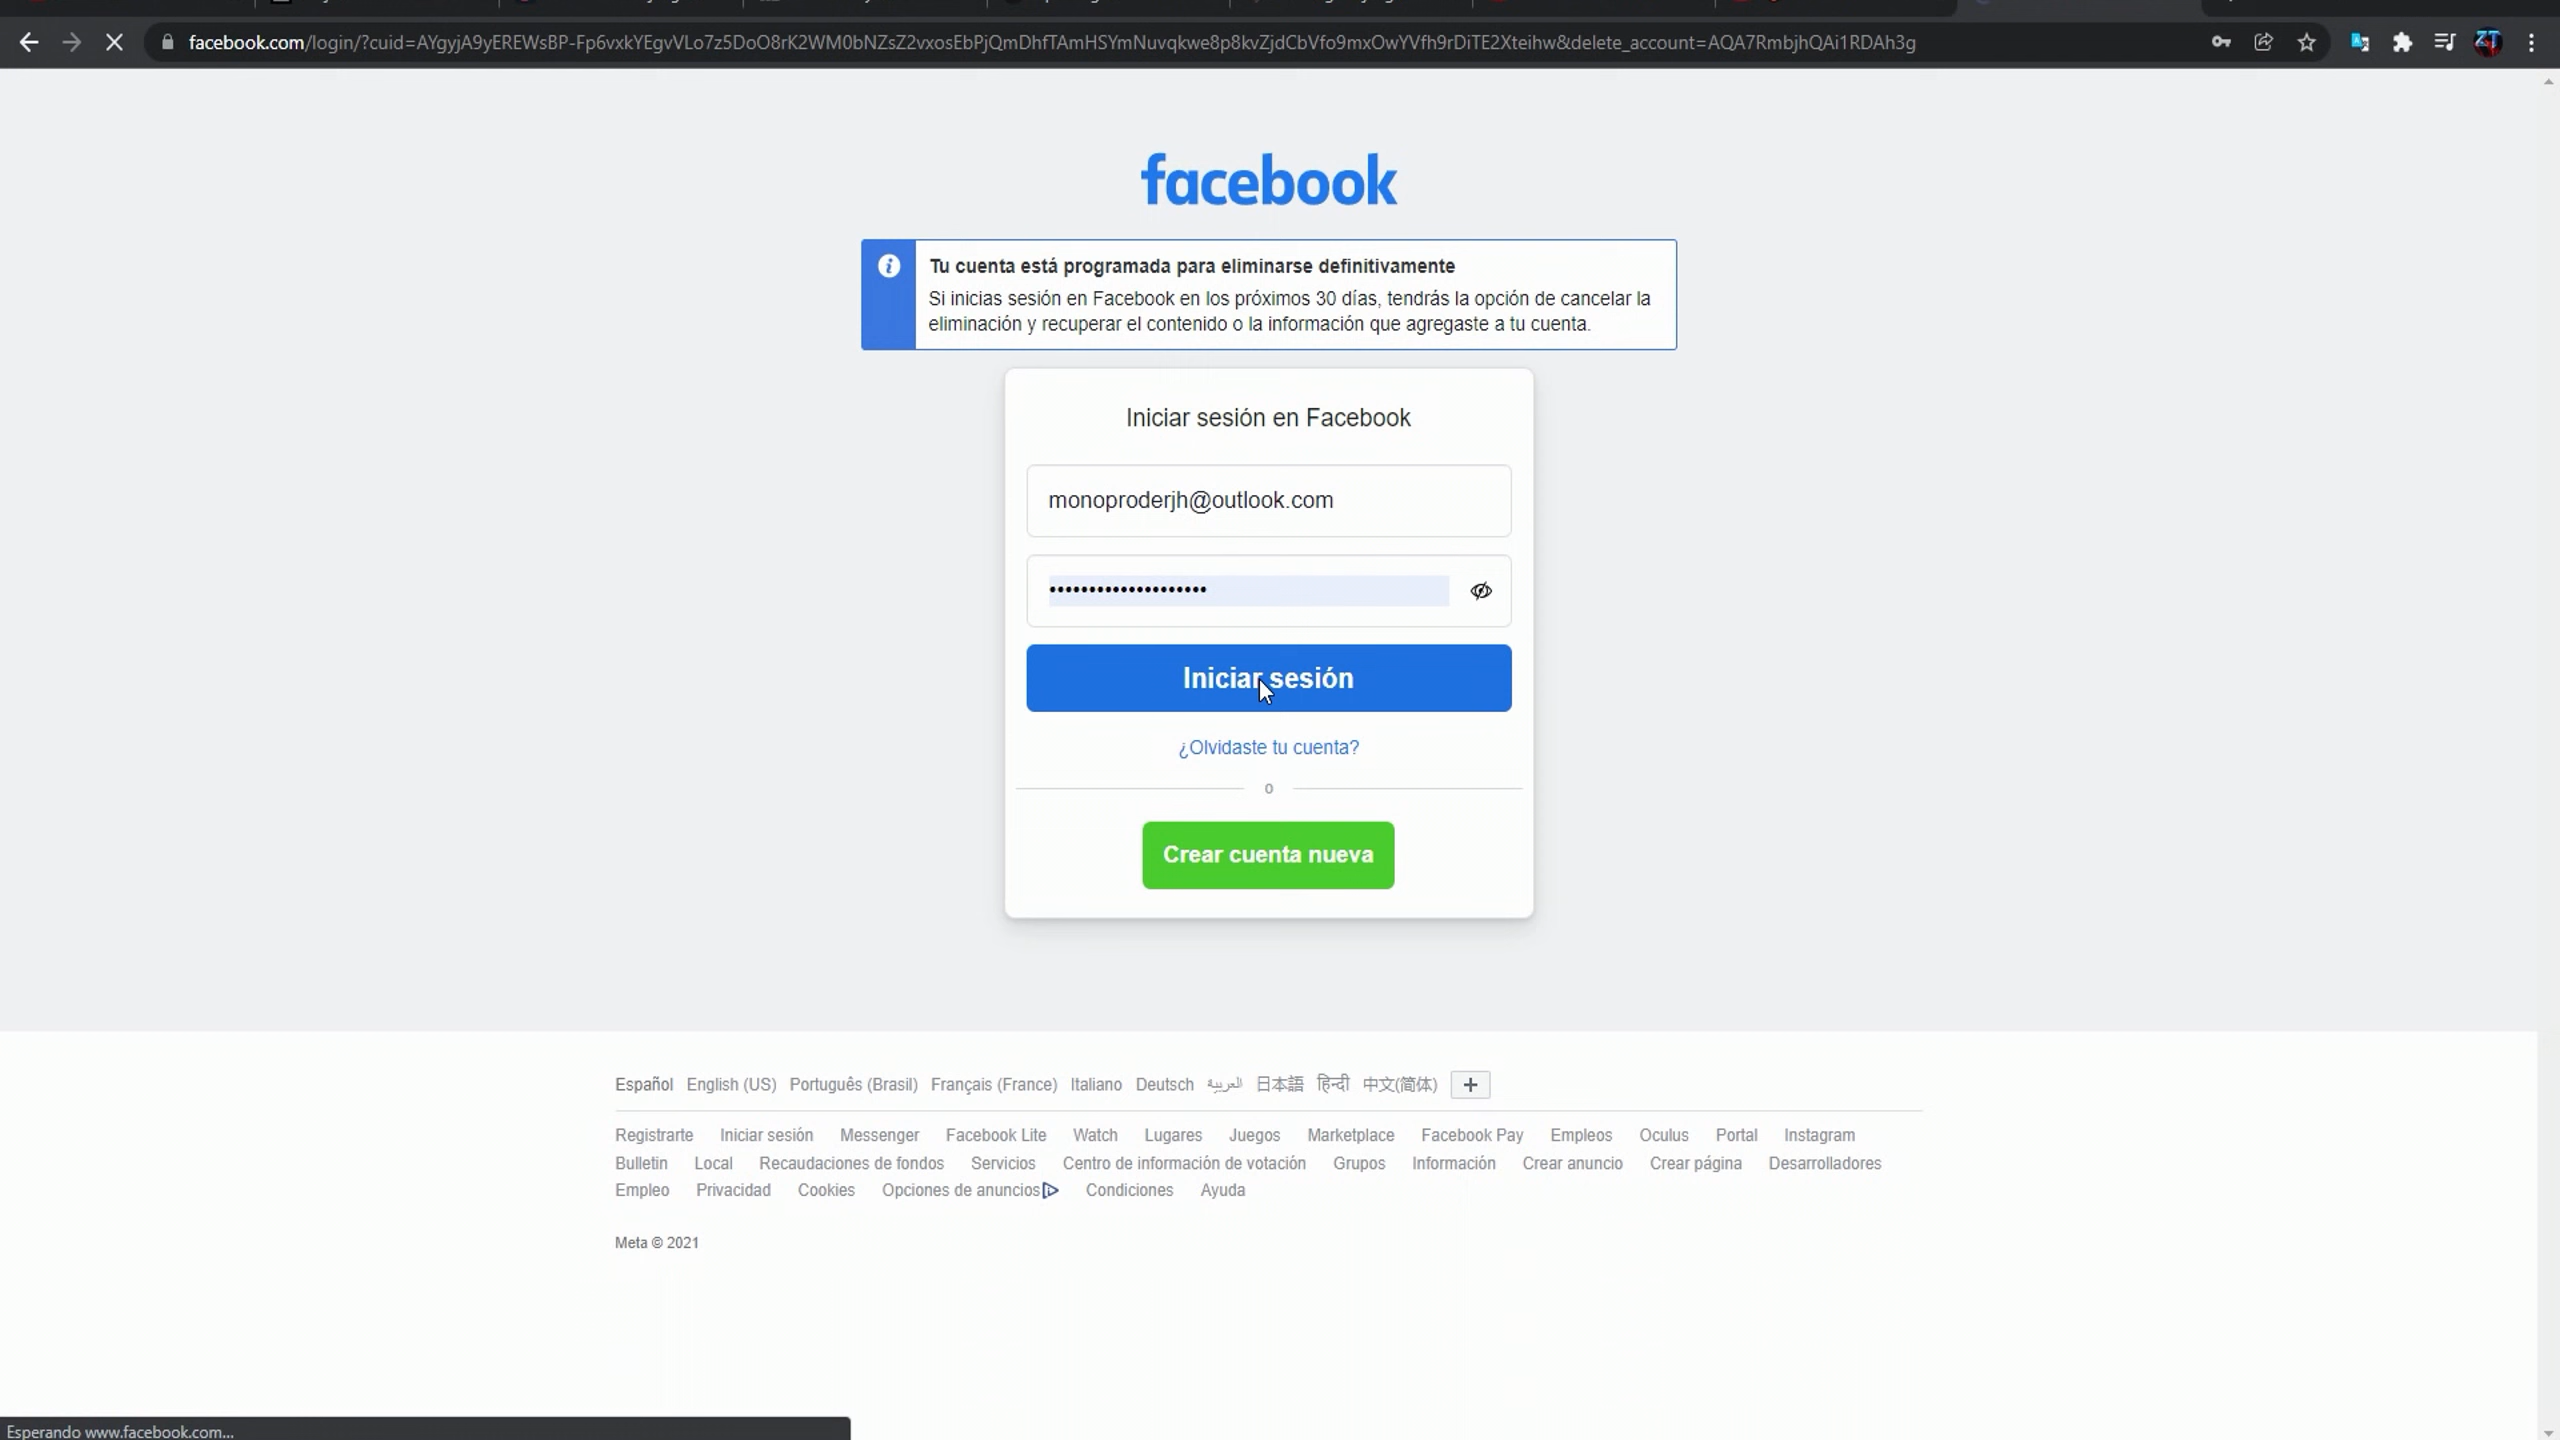 facebook.com/login/?cuid=AYgyjA9yEREWsBP-Fp6vxkYEgvVLo7z5DoO8rK2WM0bNZsZ2vxosEbPjQmDhfTAmHSYmNuvqkwe8p8kvZjdCbVfo9mxOwYVfh9rDiTE2Xteihw&delete_account=AQA7RmbjhQAi1RDAh3g
ZT
facebook
Tu cuenta está programada para eliminarse definitivamente
Si inicias sesión en Facebook en los próximos 30 días, tendrás la opción de cancelar la
eliminación y recuperar el contenido o la información que agregaste a tu cuenta.
Iniciar sesión en Facebook
monoproderjh@outlook.com
••••••••••••••••••••
Iniciar sesión
¿Olvidaste tu cuenta?
o
Crear cuenta nueva
Español English (US) Português (Brasil) Français (France) Italiano Deutsch العربية 日本語 हिन्दी 中文(简体) +
Registrarte Iniciar sesión Messenger Facebook Lite Watch Lugares Juegos Marketplace Facebook Pay Empleos Oculus Portal Instagram
Bulletin Local Recaudaciones de fondos Servicios Centro de información de votación Grupos Información Crear anuncio Crear página Desarrolladores
Empleo Privacidad Cookies Opciones de anuncios Condiciones Ayuda
Meta © 2021
Esperando www.facebook.com...